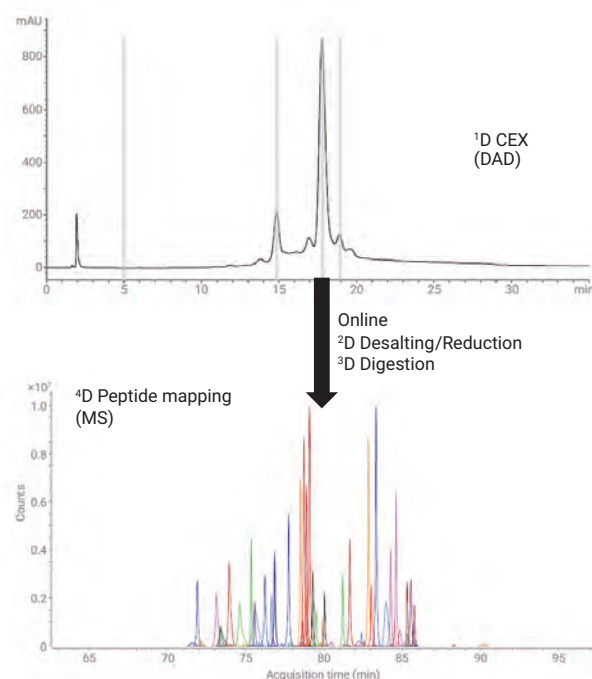 mAU
800
600
400
200
0
0 5 10 15 20 25 30 min
¹D CEX
(DAD)
Online
²D Desalting/Reduction
³D Digestion
⁴D Peptide mapping
(MS)
×10⁷
1.0
0.8
0.6
0.4
0.2
0
Counts
65 70 75 80 85 90 95
Acquisition time (min)